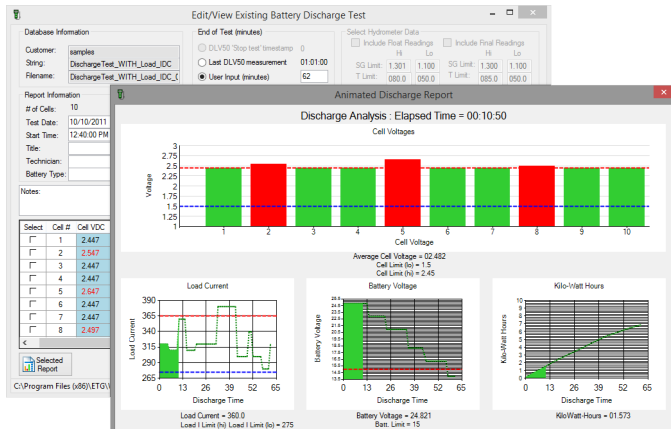 Edit/View Existing Battery Discharge Test
Database Information
Customer: samples
String: DischargeTest_WITH_Load_IDC
Filename: DischargeTest_WITH_Load_IDC_(
End of Test (minutes)
DLV50 'Stop test' timestamp ()
Last DLV50 measurement 01:01:00
User Input (minutes) 62
Select Hydrometer Data
Include Float Readings Include Final Readings
Hi Lo Hi Lo
SG Limit: 1.301 1.100 SG Limit: 1.301 1.100
T Limit: 080.0 050.0 T Limit: 085.0 050.0
Report Information
# of Cells: 10
Test Date: 10/10/2011
Start Time: 12:40:00 PM
Title:
Technician:
Battery Type:
Notes:
Select Cell # Cell VDC
1 2.447
2 2.547
3 2.447
4 2.447
5 2.647
6 2.447
7 2.447
8 2.497
Selected
Report
C:\Program Files (x86)\ETG\
Animated Discharge Report
Discharge Analysis : Elapsed Time = 00:10:50
Cell Voltages
Voltage
3
2.75
2.5
2.25
2
1.75
1.5
1.25
1
1 2 3 4 5 6 7 8 9 10
Cell Voltage
Average Cell Voltage = 02.482
Cell Limit (lo) = 1.5
Cell Limit (hi) = 2.45
Load Current
Load Current
390
365
340
315
290
265
0 13 26 39 52 65
Discharge Time
Load Current = 360.0
Load I Limit (hi) Load I Limit (lo) = 275
Battery Voltage
Battery Voltage
0 13 26 39 52 65
Discharge Time
Battery Voltage = 24.821
Batt. Limit = 15
Kilo-Watt Hours
Kilo-Watt Hours
10
9
8
7
6
5
4
3
2
1
0
0 13 26 39 52 65
Discharge Time
KiloWatt-Hours = 01.573